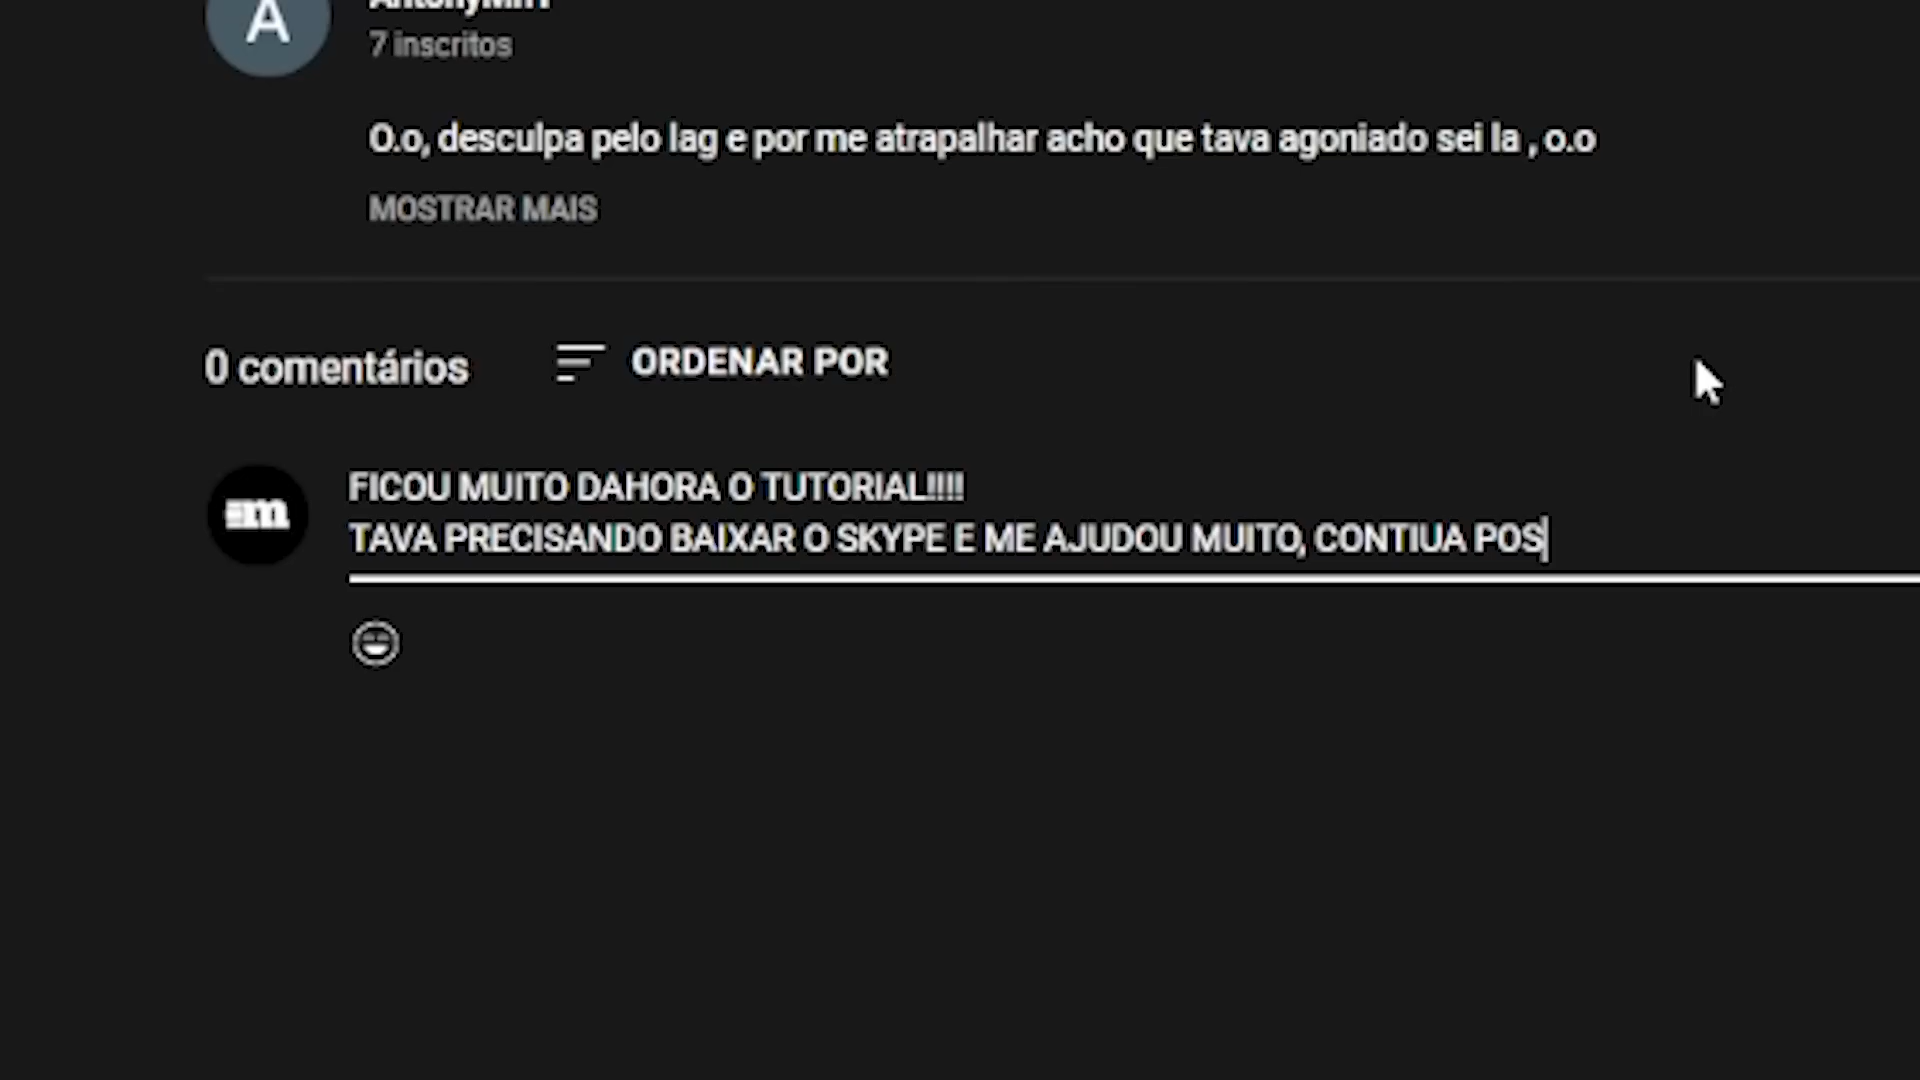 A
7 inscritos
O.o, desculpa pelo lag e por me atrapalhar acho que tava agoniado sei la , o.o
MOSTRAR MAIS
0 comentários
ORDENAR POR
m
FICOU MUITO DAHORA O TUTORIAL!!!!
TAVA PRECISANDO BAIXAR O SKYPE E ME AJUDOU MUITO, CONTIUA POS